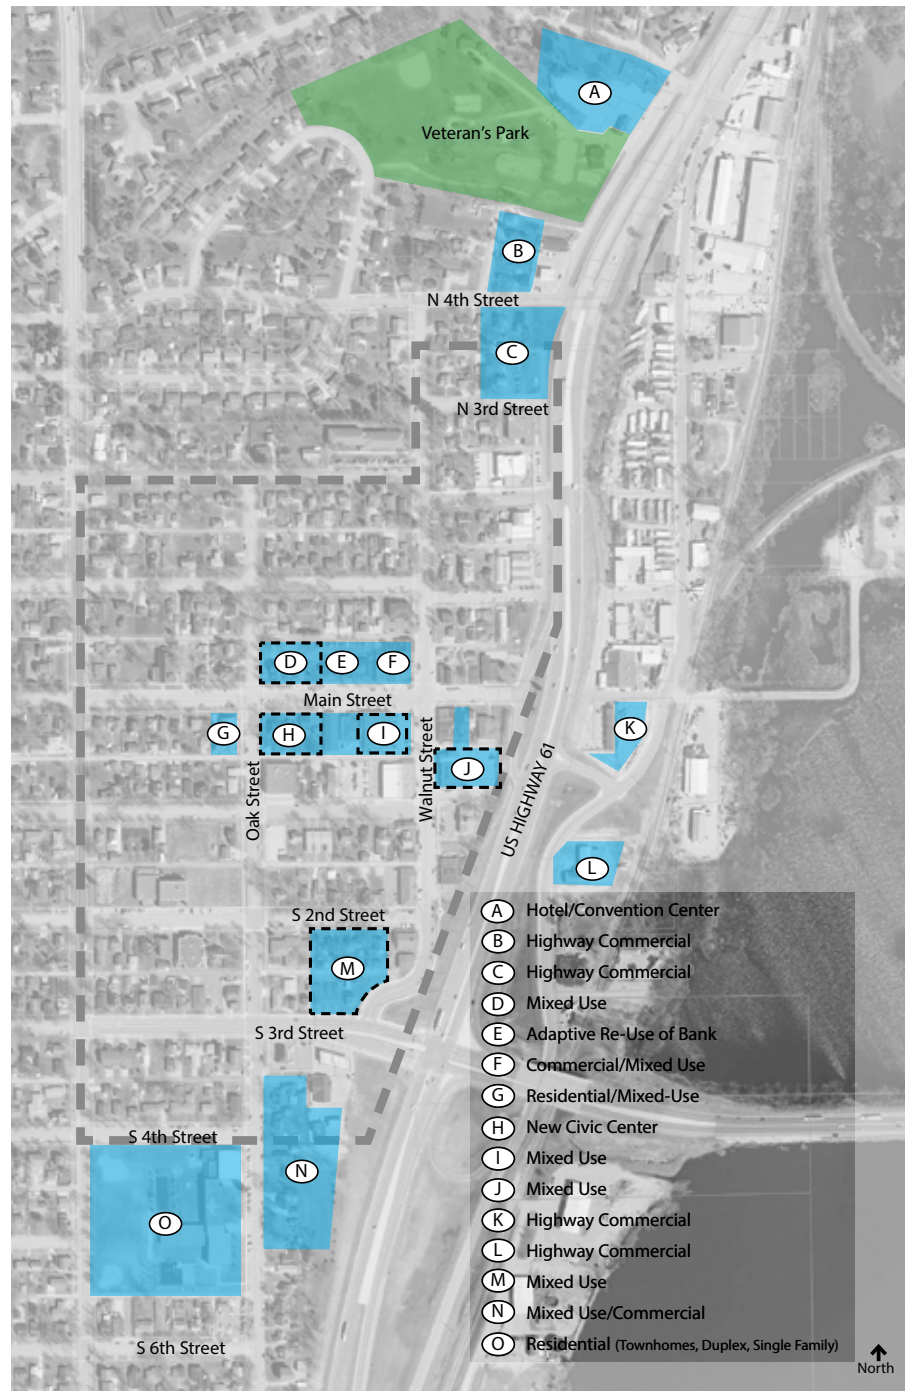 A
Veteran's Park
B
N 4th Street
C
N 3rd Street
D
E
F
Main Street
G
H
I
J
K
Oak Street
Walnut Street
US HIGHWAY 61
L
S 2nd Street
M
S 3rd Street
S 4th Street
N
O
S 6th Street
A Hotel/Convention Center
B Highway Commercial
C Highway Commercial
D Mixed Use
E Adaptive Re-Use of Bank
F Commercial/Mixed Use
G Residential/Mixed-Use
H New Civic Center
I Mixed Use
J Mixed Use
K Highway Commercial
L Highway Commercial
M Mixed Use
N Mixed Use/Commercial
O Residential (Townhomes, Duplex, Single Family)
North